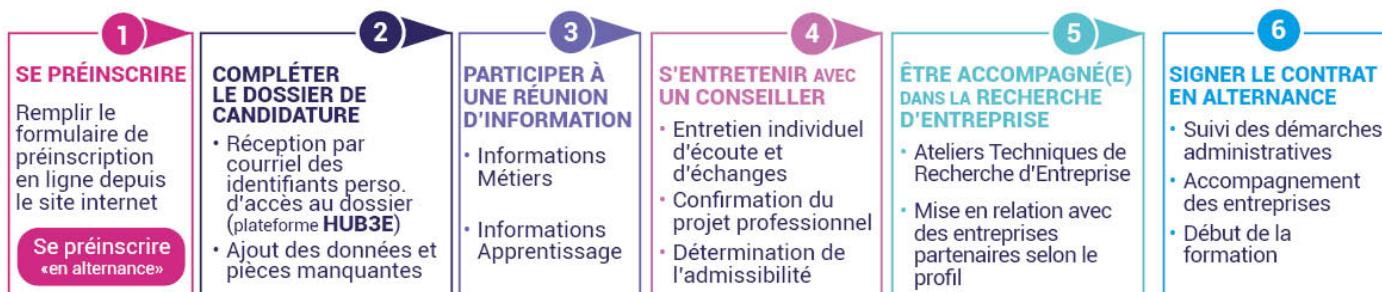 1
SE PRÉINSCRIRE
Remplir le
formulaire de
préinscription
en ligne depuis
le site internet
Se préinscrire
«en alternance»
2
COMPLÉTER
LE DOSSIER DE
CANDIDATURE
• Réception par
courriel des
identifiants perso.
d'accès au dossier
(plateforme HUB3E)
• Ajout des données et
pièces manquantes
3
PARTICIPER À
UNE RÉUNION
D'INFORMATION
• Informations
Métiers
• Informations
Apprentissage
4
S'ENTRETENIR AVEC
UN CONSEILLER
• Entretien individuel
d'écoute et
d'échanges
• Confirmation du
projet professionnel
• Détermination de
l'admissibilité
5
ÊTRE ACCOMPAGNÉ(E)
DANS LA RECHERCHE
D'ENTREPRISE
• Ateliers Techniques de
Recherche d'Entreprise
• Mise en relation avec
des entreprises
partenaires selon le
profil
6
SIGNER LE CONTRAT
EN ALTERNANCE
• Suivi des démarches
administratives
• Accompagnement
des entreprises
• Début de la
formation